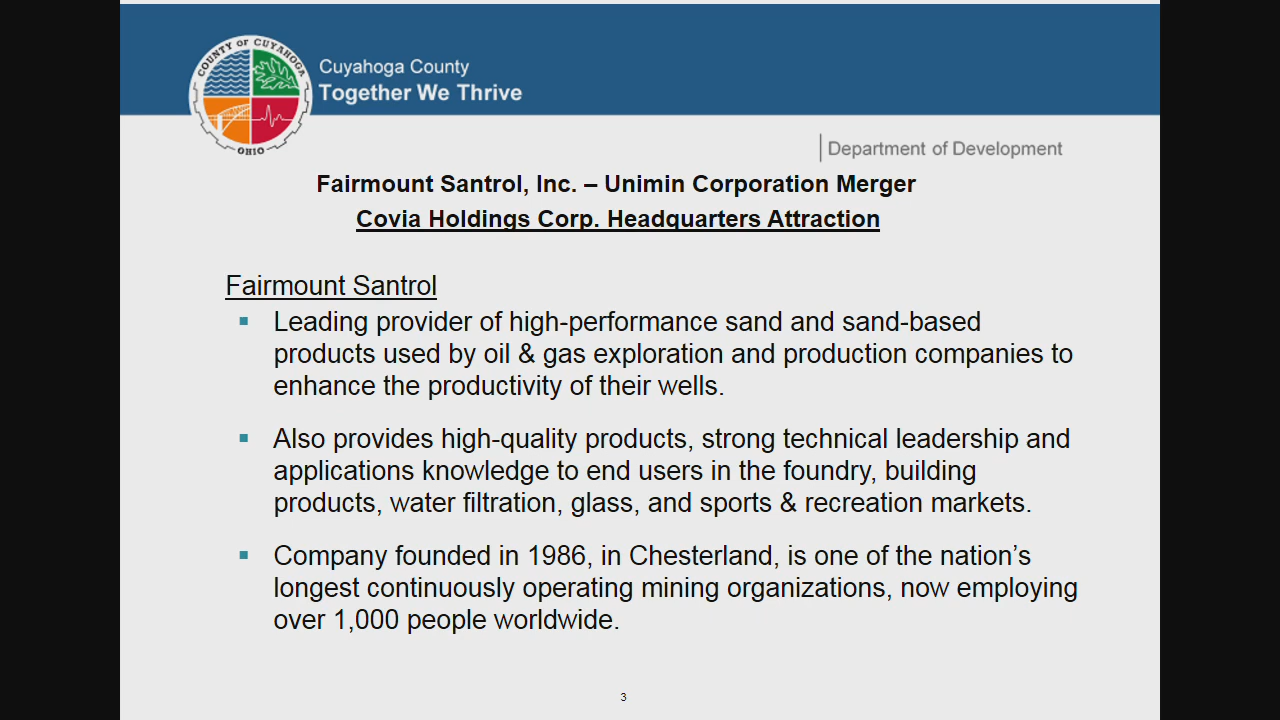 COUNTY OF CUYAHOGA
OHIO
Cuyahoga County
Together We Thrive
Department of Development
Fairmount Santrol, Inc. – Unimin Corporation Merger
Covia Holdings Corp. Headquarters Attraction
Fairmount Santrol
▪ Leading provider of high-performance sand and sand-based
products used by oil & gas exploration and production companies to
enhance the productivity of their wells.
▪ Also provides high-quality products, strong technical leadership and
applications knowledge to end users in the foundry, building
products, water filtration, glass, and sports & recreation markets.
▪ Company founded in 1986, in Chesterland, is one of the nation’s
longest continuously operating mining organizations, now employing
over 1,000 people worldwide.
3